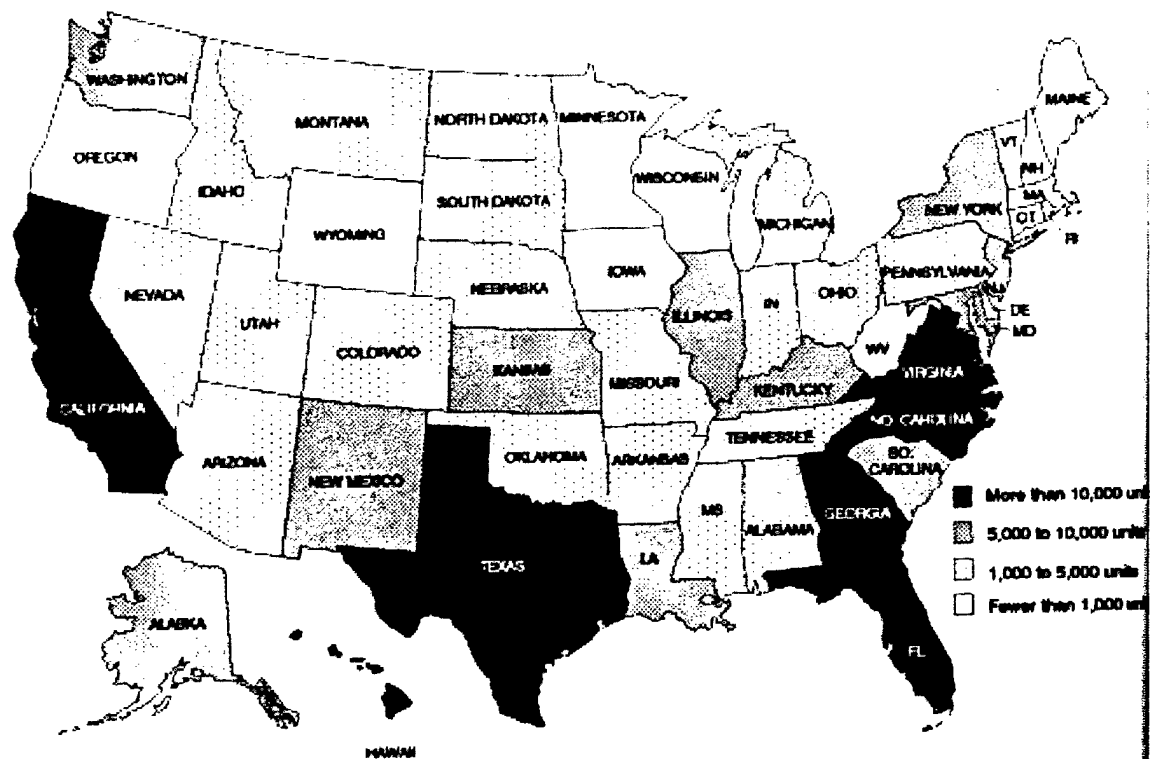 WASHINGTON
MONTANA
NORTH DAKOTA
MINNESOTA
MAINE
OREGON
IDAHO
SOUTH DAKOTA
WISCONSIN
MICHIGAN
VT
NH
NEW YORK
MA
CT
RI
WYOMING
IOWA
PENNSYLVANIA
NJ
NEVADA
NEBRASKA
ILLINOIS
IN
OHIO
DE
MD
UTAH
COLORADO
KANSAS
MISSOURI
WV
VIRGINIA
KENTUCKY
CALIFORNIA
NO. CAROLINA
TENNESSEE
ARIZONA
NEW MEXICO
OKLAHOMA
ARKANSAS
SO.
CAROLINA
MS
ALABAMA
GEORGIA
TEXAS
LA
FL
ALASKA
HAWAII
More than 10,000 uni
5,000 to 10,000 units
1,000 to 5,000 units
Fewer than 1,000 uni